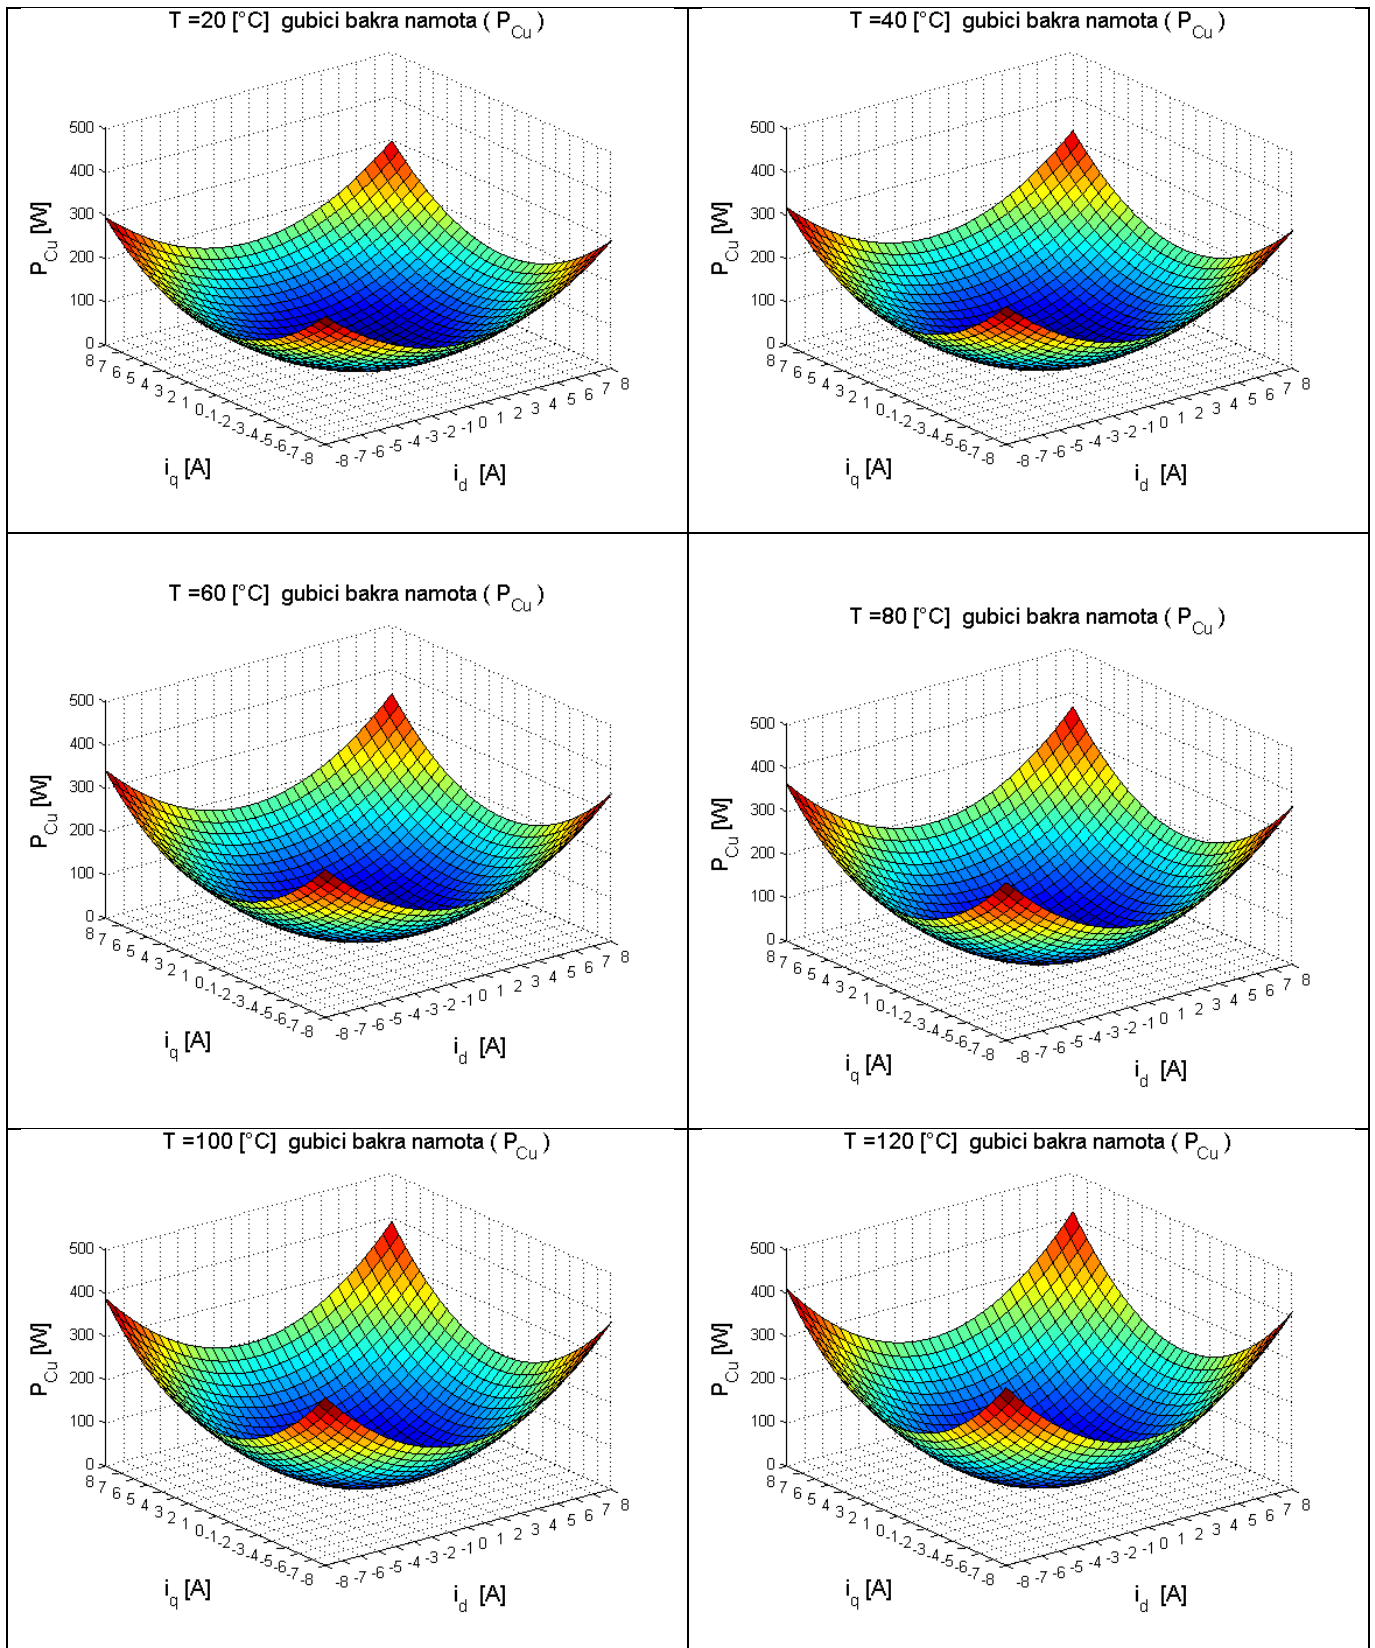 T =20 [°C]  gubici bakra namota ( P_Cu )
500
400
300
200
100
0
P_Cu [W]
8 7 6 5 4 3 2 1 0 -1 -2 -3 -4 -5 -6 -7 -8
i_q [A]
-8 -7 -6 -5 -4 -3 -2 -1 0 1 2 3 4 5 6 7 8
i_d [A]
T =40 [°C]  gubici bakra namota ( P_Cu )
500
400
300
200
100
0
P_Cu [W]
8 7 6 5 4 3 2 1 0 -1 -2 -3 -4 -5 -6 -7 -8
i_q [A]
-8 -7 -6 -5 -4 -3 -2 -1 0 1 2 3 4 5 6 7 8
i_d [A]
T =60 [°C]  gubici bakra namota ( P_Cu )
500
400
300
200
100
0
P_Cu [W]
8 7 6 5 4 3 2 1 0 -1 -2 -3 -4 -5 -6 -7 -8
i_q [A]
-8 -7 -6 -5 -4 -3 -2 -1 0 1 2 3 4 5 6 7 8
i_d [A]
T =80 [°C]  gubici bakra namota ( P_Cu )
500
400
300
200
100
0
P_Cu [W]
8 7 6 5 4 3 2 1 0 -1 -2 -3 -4 -5 -6 -7 -8
i_q [A]
-8 -7 -6 -5 -4 -3 -2 -1 0 1 2 3 4 5 6 7 8
i_d [A]
T =100 [°C]  gubici bakra namota ( P_Cu )
500
400
300
200
100
0
P_Cu [W]
8 7 6 5 4 3 2 1 0 -1 -2 -3 -4 -5 -6 -7 -8
i_q [A]
-8 -7 -6 -5 -4 -3 -2 -1 0 1 2 3 4 5 6 7 8
i_d [A]
T =120 [°C]  gubici bakra namota ( P_Cu )
500
400
300
200
100
0
P_Cu [W]
8 7 6 5 4 3 2 1 0 -1 -2 -3 -4 -5 -6 -7 -8
i_q [A]
-8 -7 -6 -5 -4 -3 -2 -1 0 1 2 3 4 5 6 7 8
i_d [A]